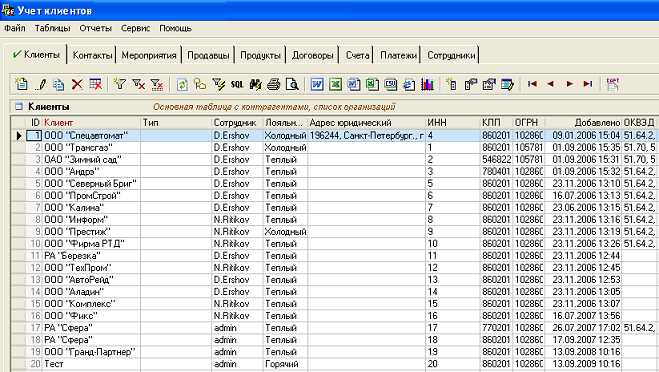 Учет клиентов
Файл Таблицы Отчеты Сервис Помощь
Клиенты Контакты Мероприятия Продавцы Продукты Договоры Счета Платежи Сотрудники
SQL
Клиенты Основная таблица с контрагентами, список организаций
ID Клиент Тип Сотрудник Лояльн... Адрес юридический ИНН КПП ОГРН Добавлено ОКВЭД
1 ООО "Спецавтомат" D.Ershov Холодный 196244, Санкт-Петербург., г 4 860201 102860 09.01.2006 15:04 51.64.2,
2 ООО "Трансгаз" D.Ershov Холодный 1 860201 105781 01.09.2006 15:35 51.70, 5
3 ОАО "Зимний сад" D.Ershov Теплый 2 546822 105781 01.09.2006 15:31 51.70, 5
4 ООО "Андрэ" D.Ershov Теплый 3 780401 102860 01.09.2006 15:32 51.64.2,
5 ООО "Северный Бриг" D.Ershov Теплый 5 860201 102860 23.11.2006 13:10 51.64.2,
6 ООО "ПромСтрой" D.Ershov Теплый 6 860201 102860 16.07.2013 13:13 51.64.2,
7 ООО "Калина" D.Ershov Теплый 7 860201 102860 23.06.2006 13:15 51.64.2,
8 ООО "Информ" N.Ritikov Теплый 8 860201 102860 23.11.2006 13:16 51.64.2,
9 ООО "Престиж" N.Ritikov Холодный 9 860201 102860 23.11.2006 13:19 51.64.2,
10 ООО "Фирма РТД" N.Ritikov Теплый 10 860201 102860 23.11.2006 13:26 51.64.2,
11 РА "Березка" D.Ershov Теплый 11 860201 102860 23.11.2006 12:44
12 ООО "ТехПром" N.Ritikov Теплый 12 860201 102860 23.11.2006 12:45
13 ООО "АвтоРейд" D.Ershov Теплый 13 860201 102860 23.11.2006 12:53
14 ООО "Аладин" D.Ershov Теплый 14 860201 102860 23.11.2006 13:05
15 ООО "Комплекс" N.Ritikov Теплый 15 860201 102860 23.11.2006 13:07
16 ООО "Фикс" N.Ritikov Теплый 16 860201 102860 16.07.2007 13:56
17 РА "Сфера" admin Холодный 17 770201 102860 26.07.2007 17:02 51.64.2,
18 РА "Сфера" admin Теплый 18 860201 102860 17.09.2007 12:35
19 ООО "Гранд-Партнер" admin Теплый 19 860201 102860 13.09.2008 10:16
20 Тест admin Горячий 20 860201 102860 13.09.2009 10:16